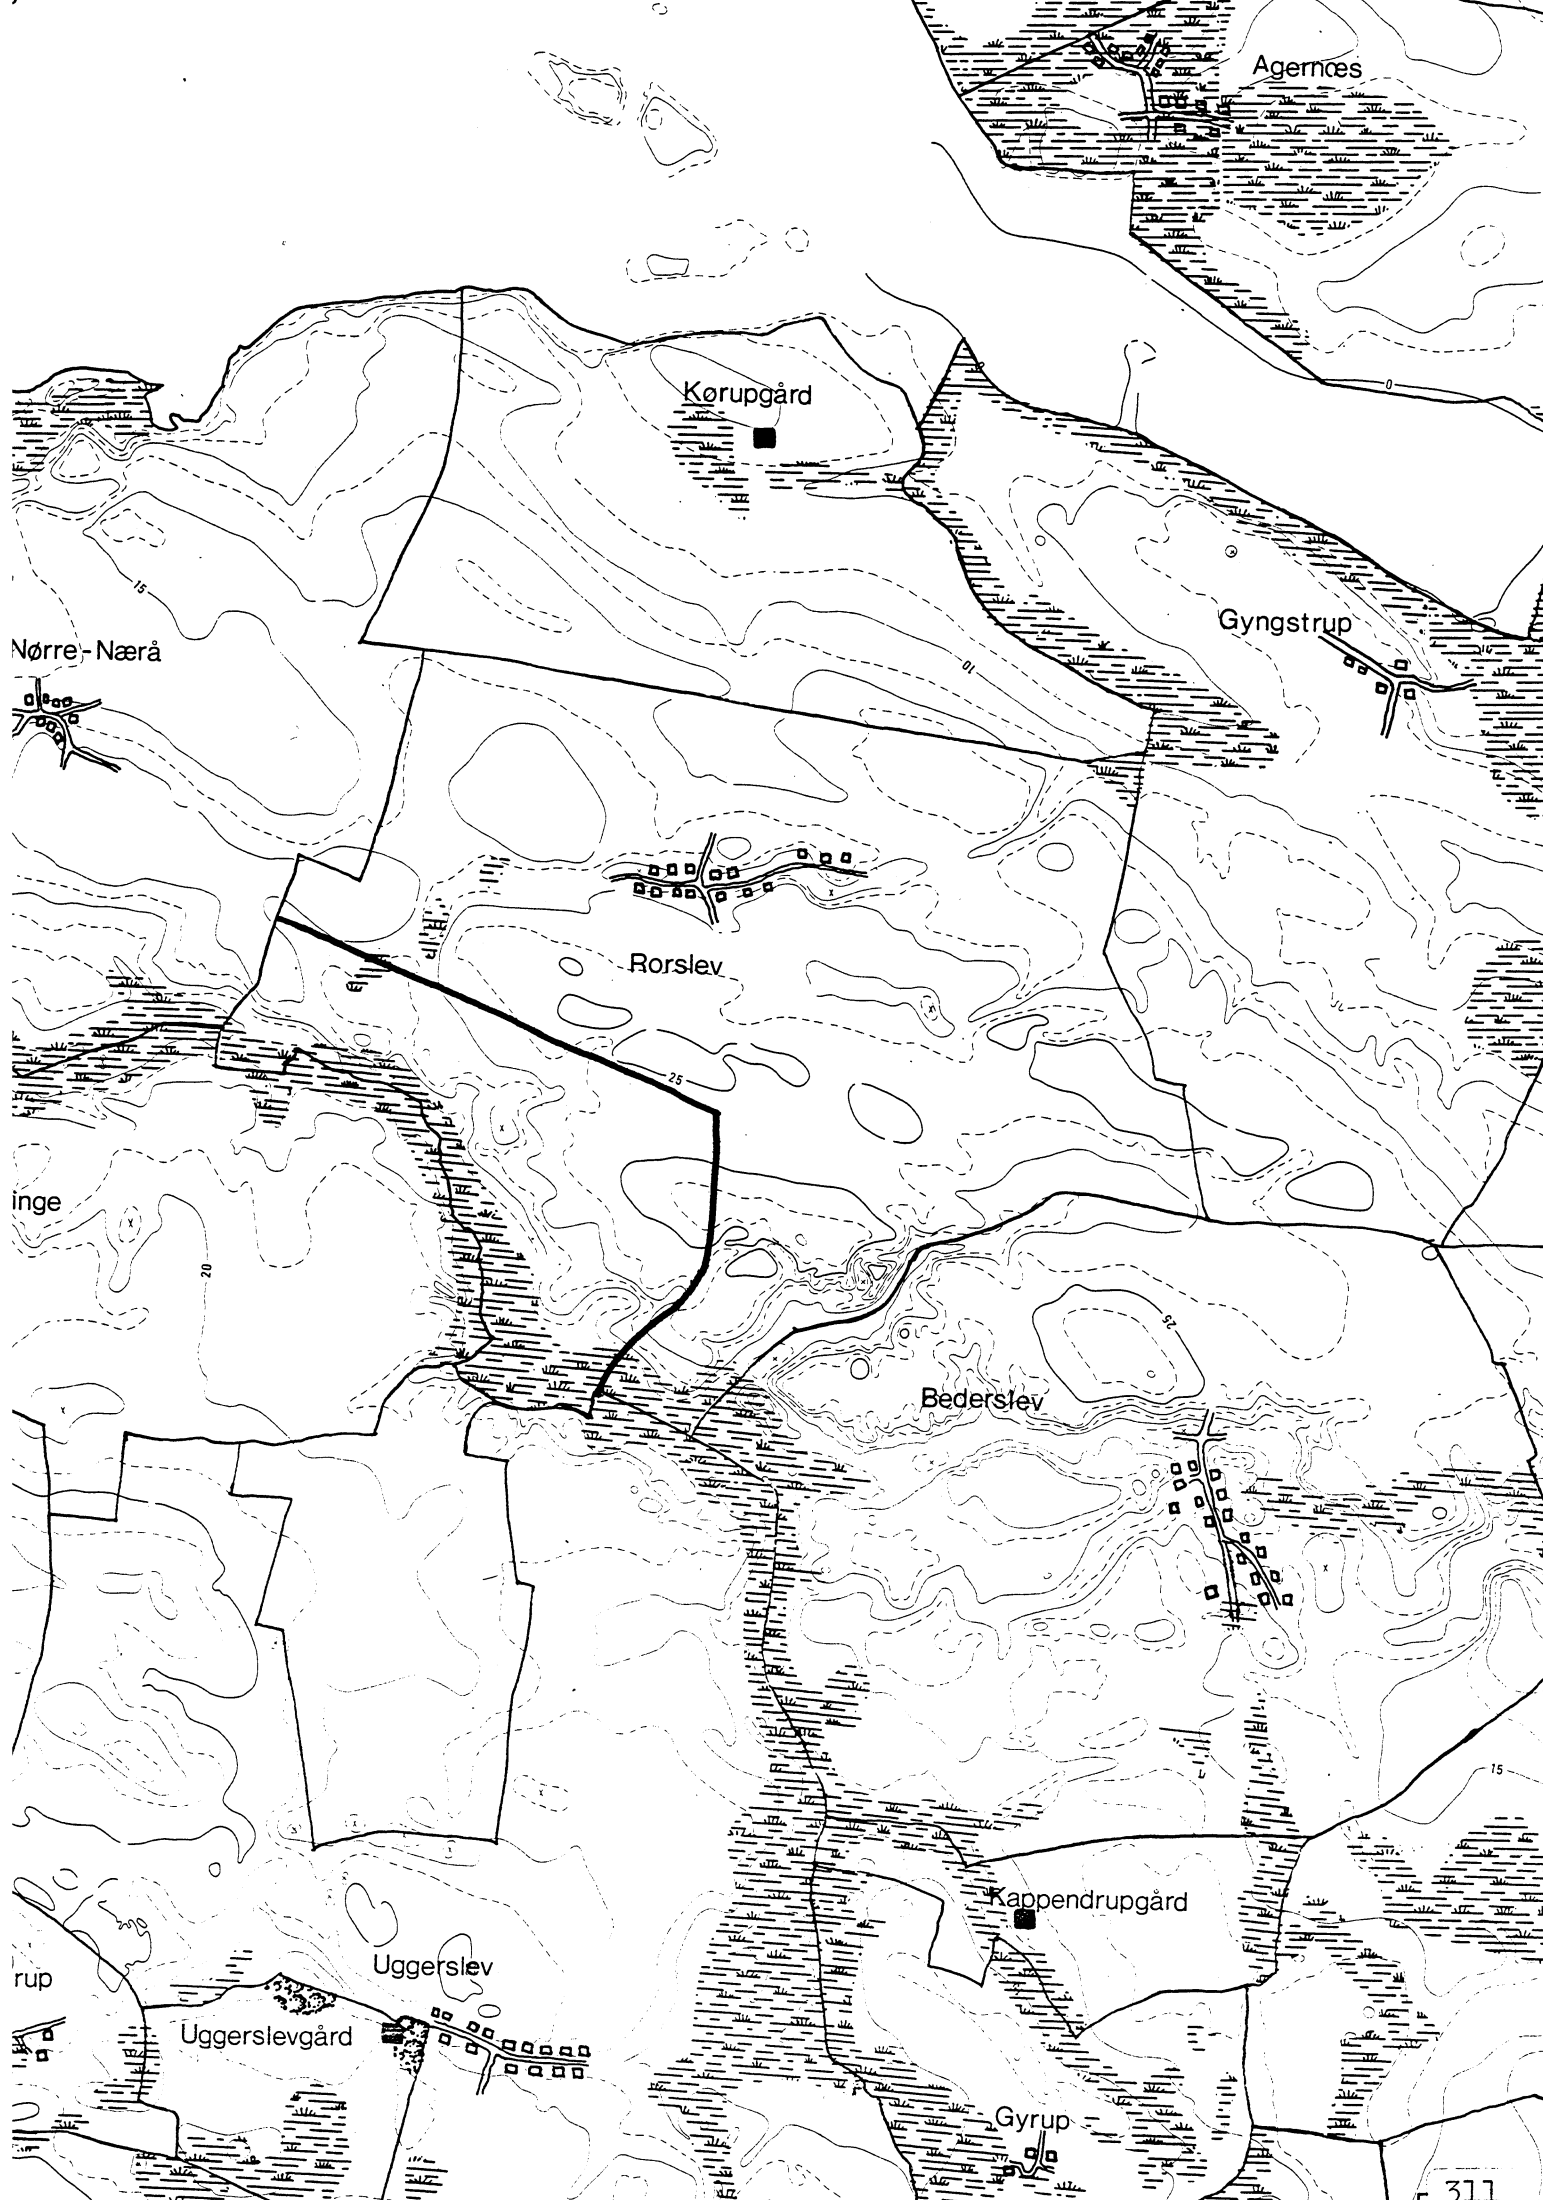 Agernæs
Kørupgård
0
15
Gyngstrup
Nørre-Nærå
10
Rorslev
25
inge
20
25
Bederslev
15
Kappendrupgård
Uggerslev
rup
Uggerslevgård
Gyrup
311